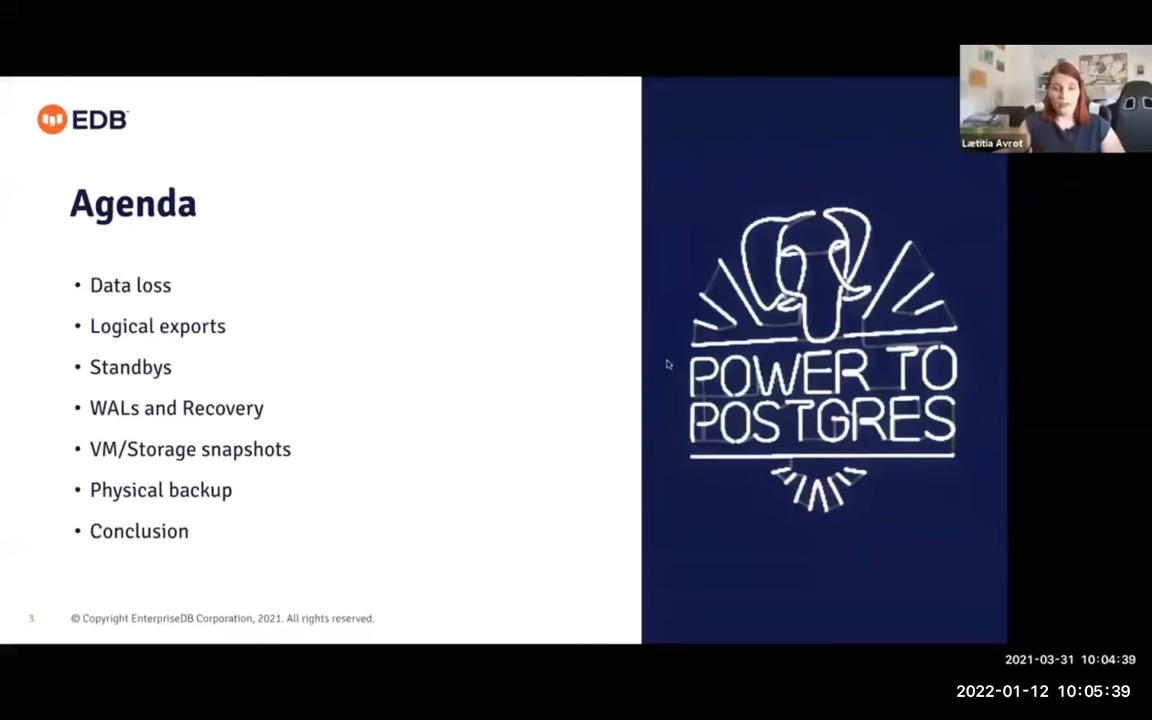 EDB
Lætitia Avrot
Agenda
• Data loss
• Logical exports
• Standbys
• WALs and Recovery
• VM/Storage snapshots
• Physical backup
• Conclusion
POWER TO
POSTGRES
3 © Copyright EnterpriseDB Corporation, 2021. All rights reserved.
2021-03-31 10:04:39
2022-01-12 10:05:39